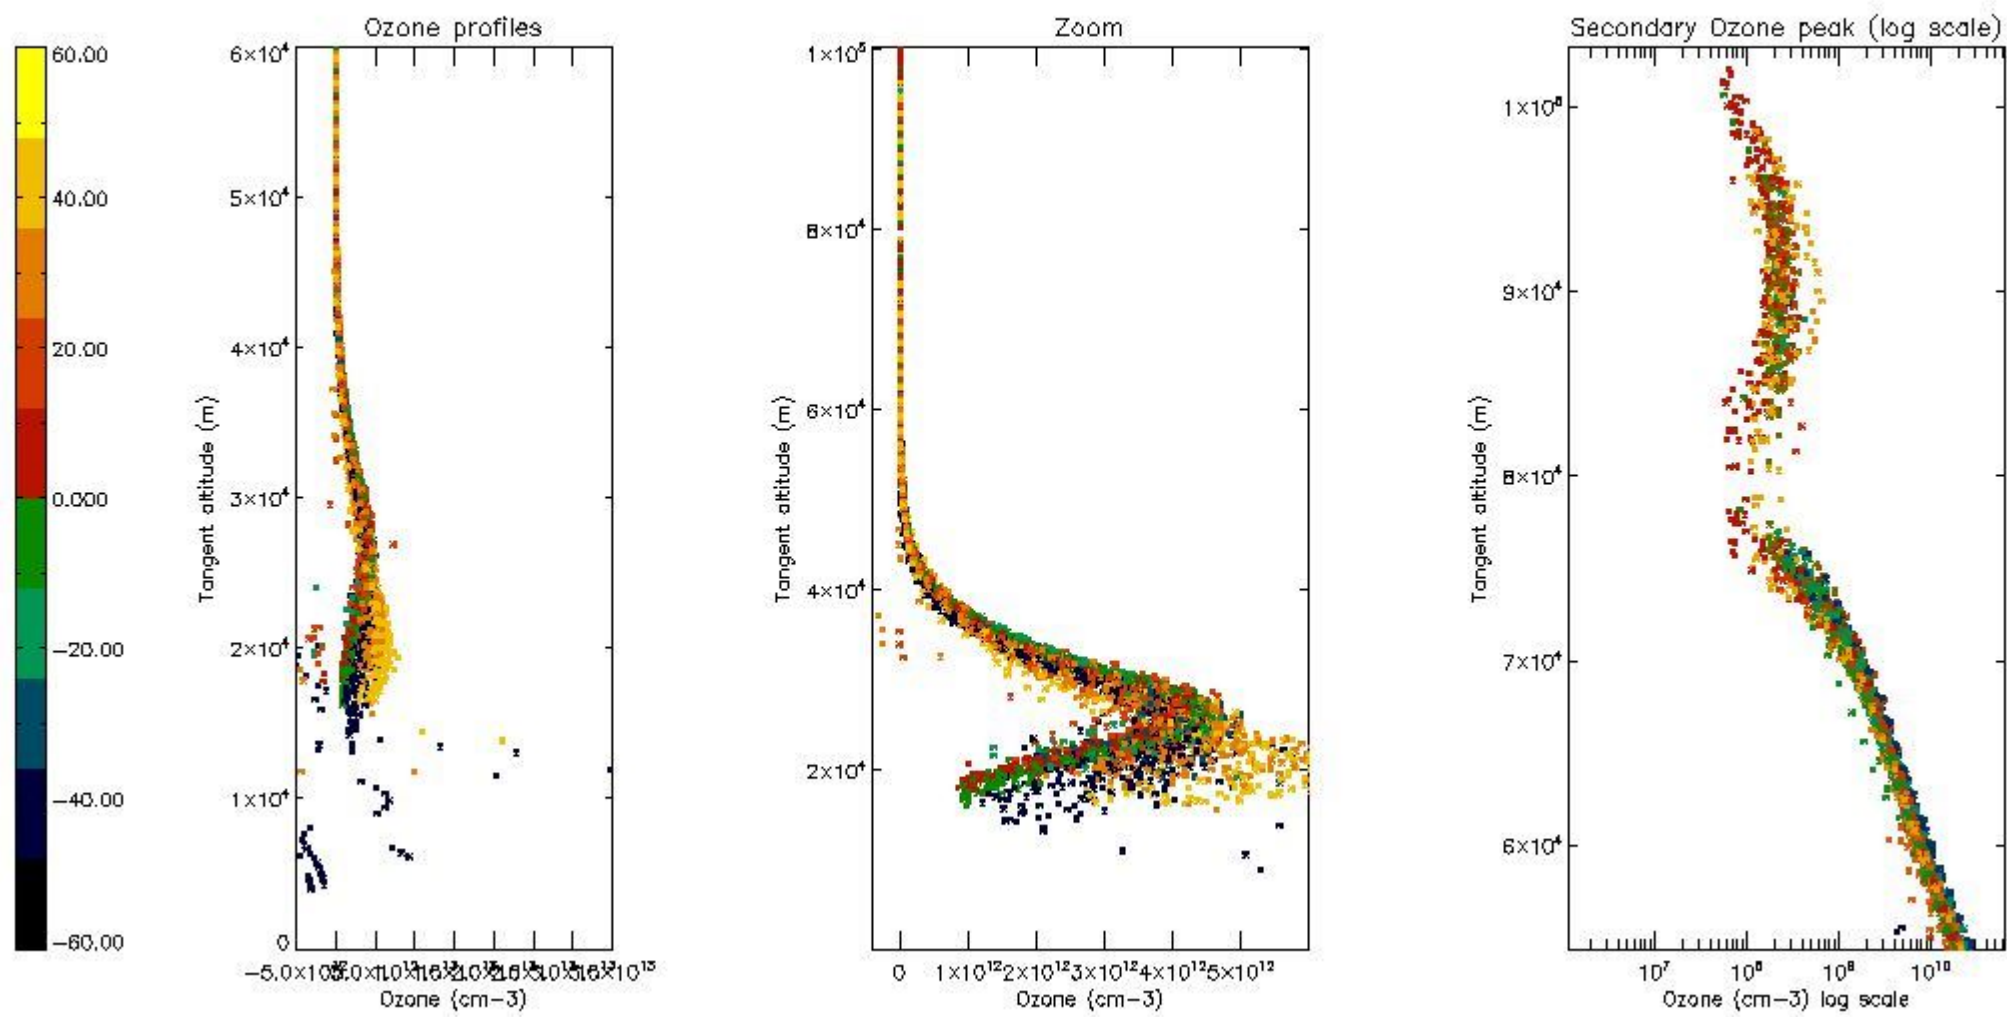 Ozone profiles
Zoom
Secondary Ozone peak (log scale)
60.00
40.00
20.00
−20.00
−40.00
−60.00
6×10⁴
5×10⁴
4×10⁴
3×10⁴
2×10⁴
1×10⁴
0
Tangent altitude (m)
Ozone (cm−3)
1×10⁵
8×10⁴
6×10⁴
4×10⁴
2×10⁴
Tangent altitude (m)
0 1×10¹² 2×10¹² 3×10¹² 4×10¹² 5×10¹²
Ozone (cm−3)
9×10⁴
8×10⁴
7×10⁴
6×10⁴
Tangent altitude (m)
10⁷ 10⁸ 10⁹ 10¹⁰
Ozone (cm−3) log scale